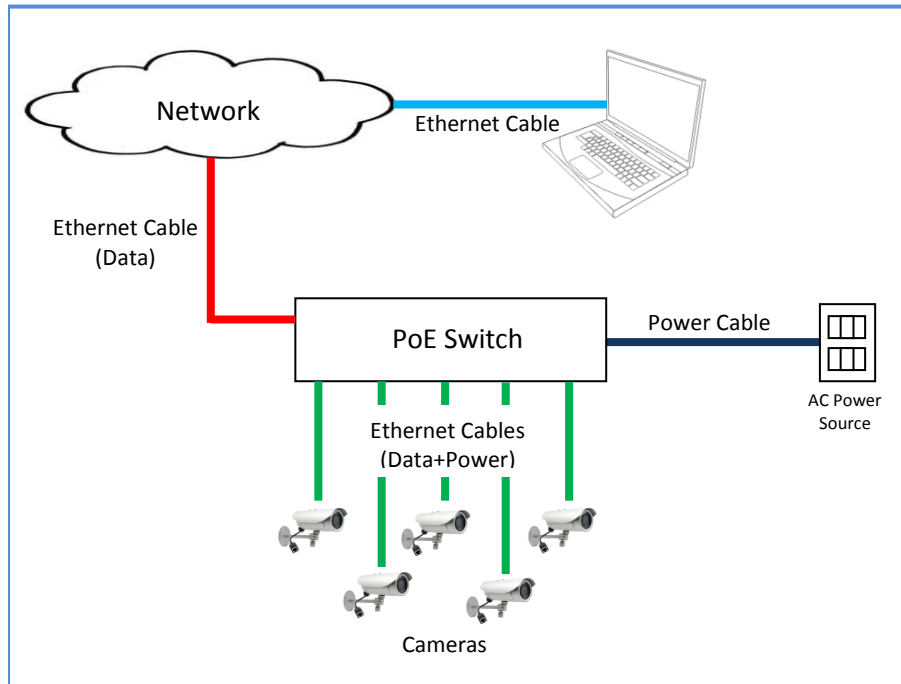 Network
Ethernet Cable
Ethernet Cable
(Data)
PoE Switch
Power Cable
AC Power
Source
Ethernet Cables
(Data+Power)
Cameras